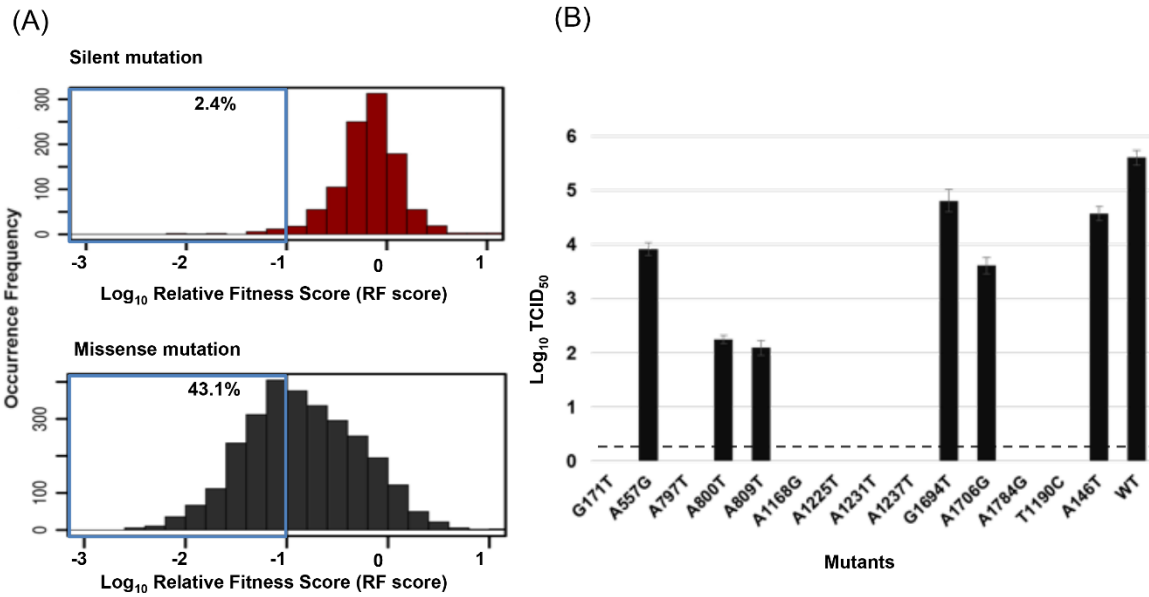 (A)
Silent mutation
2.4%
300
200
100
0
-3 -2 -1 0 1
Log10 Relative Fitness Score (RF score)
Occurrence Frequency
Missense mutation
43.1%
300
100
0
-3 -2 -1 0 1
Log10 Relative Fitness Score (RF score)
(B)
Log10 TCID50
6
5
4
3
2
1
0
G171T A557G A797T A800T A809T A1168G A1225T A1231T A1237T G1694T A1706G A1784G T1190C A146T WT
Mutants